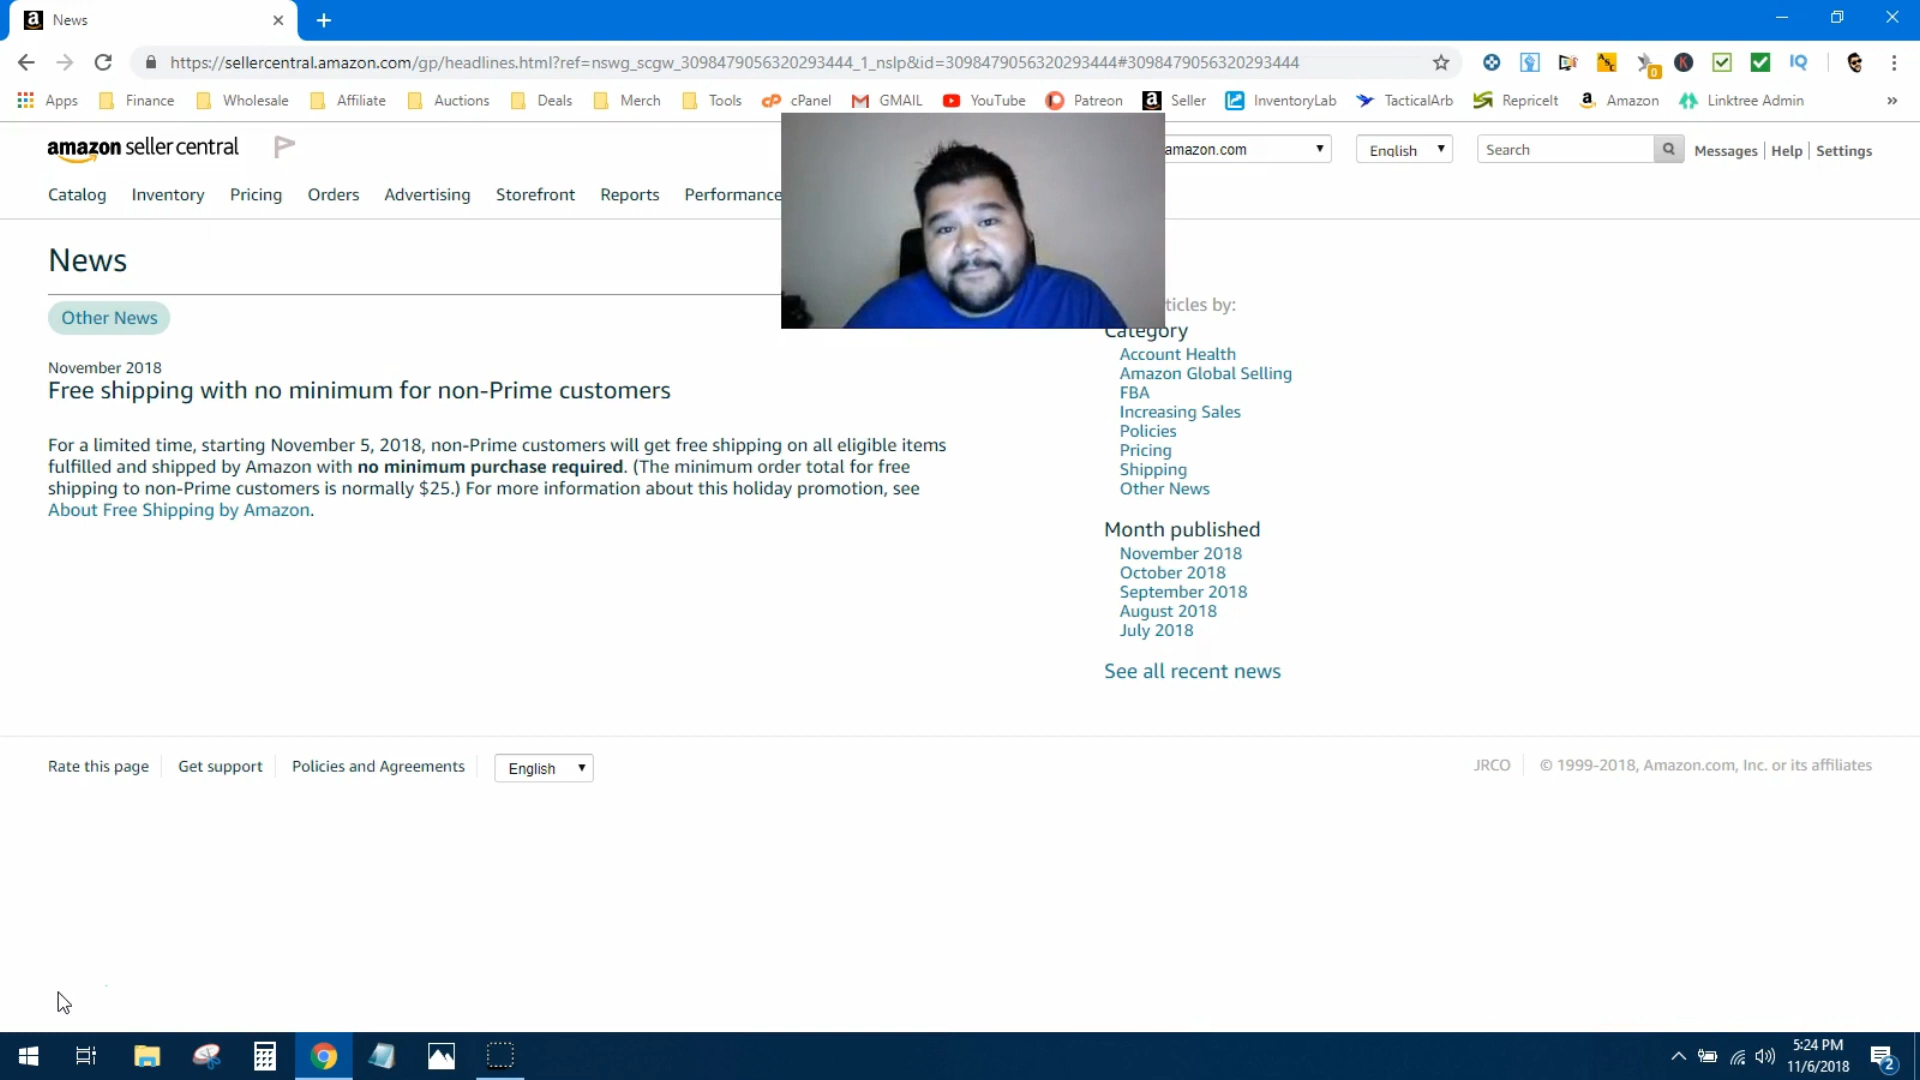 News
https://sellercentral.amazon.com/gp/headlines.html?ref=nswg_scgw_3098479056320293444_1_nslp&id=3098479056320293444#3098479056320293444
IQ
0
Apps Finance Wholesale Affiliate Auctions Deals Merch Tools cPanel GMAIL YouTube Patreon Seller InventoryLab TacticalArb RepriceIt Amazon Linktree Admin »
amazon seller central amazon.com English Search Messages | Help | Settings
Catalog Inventory Pricing Orders Advertising Storefront Reports Performance
News
Other News
November 2018
Free shipping with no minimum for non-Prime customers
For a limited time, starting November 5, 2018, non-Prime customers will get free shipping on all eligible items
fulfilled and shipped by Amazon with no minimum purchase required. (The minimum order total for free
shipping to non-Prime customers is normally $25.) For more information about this holiday promotion, see
About Free Shipping by Amazon.
ticles by:
Category
Account Health
Amazon Global Selling
FBA
Increasing Sales
Policies
Pricing
Shipping
Other News
Month published
November 2018
October 2018
September 2018
August 2018
July 2018
See all recent news
Rate this page Get support Policies and Agreements English JRCO © 1999-2018, Amazon.com, Inc. or its affiliates
5:24 PM
11/6/2018
2